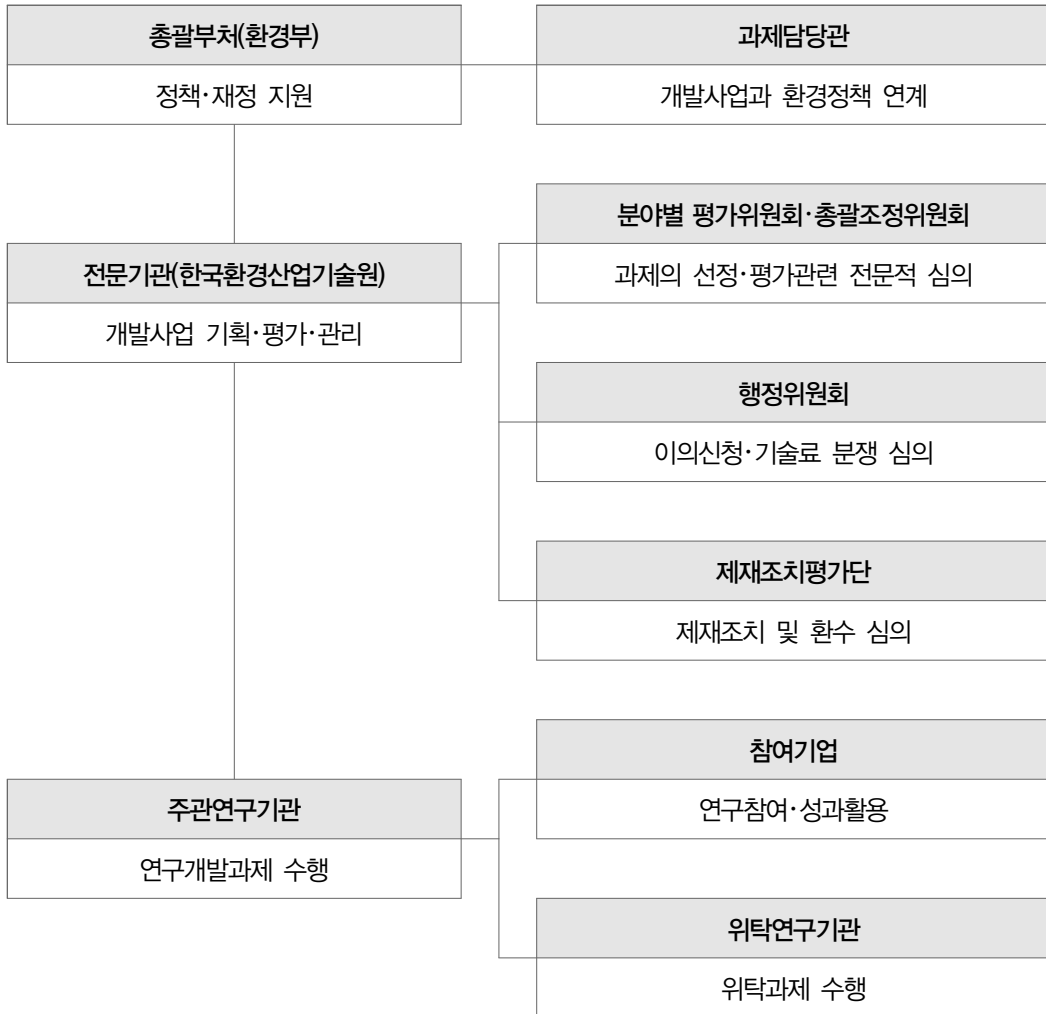 총괄부처(환경부)
정책·재정 지원
과제담당관
개발사업과 환경정책 연계
분야별 평가위원회·총괄조정위원회
과제의 선정·평가관련 전문적 심의
전문기관(한국환경산업기술원)
개발사업 기획·평가·관리
행정위원회
이의신청·기술료 분쟁 심의
제재조치평가단
제재조치 및 환수 심의
참여기업
연구참여·성과활용
주관연구기관
연구개발과제 수행
위탁연구기관
위탁과제 수행